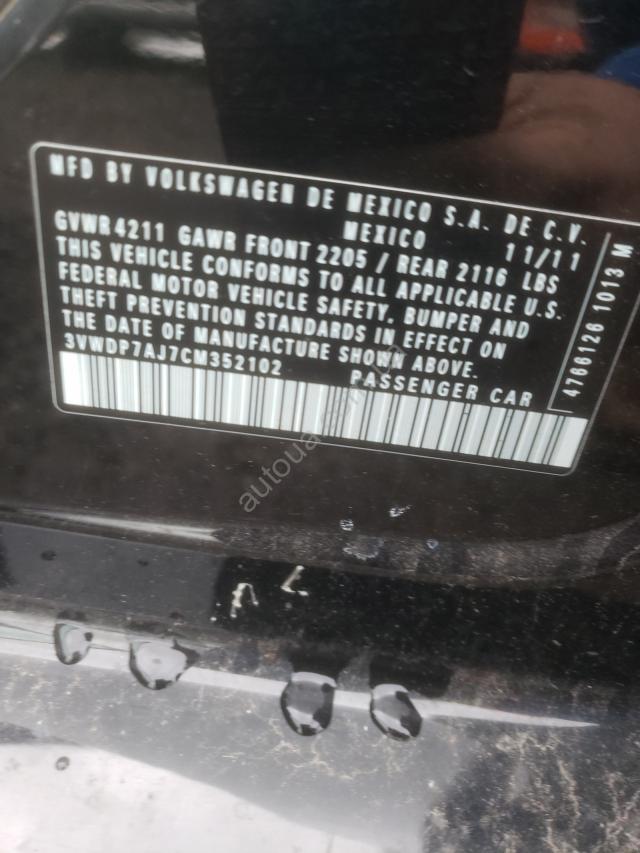 MFD BY VOLKSWAGEN DE MEXICO S.A. DE C.V.
MEXICO 11/11
GVWR 4211 GAWR FRONT 2205 / REAR 2116 LBS
THIS VEHICLE CONFORMS TO ALL APPLICABLE U.S.
FEDERAL MOTOR VEHICLE SAFETY, BUMPER AND
THEFT PREVENTION STANDARDS IN EFFECT ON
THE DATE OF MANUFACTURE SHOWN ABOVE.
3VWDP7AJ7CM352102 PASSENGER CAR
4766126 1013 M